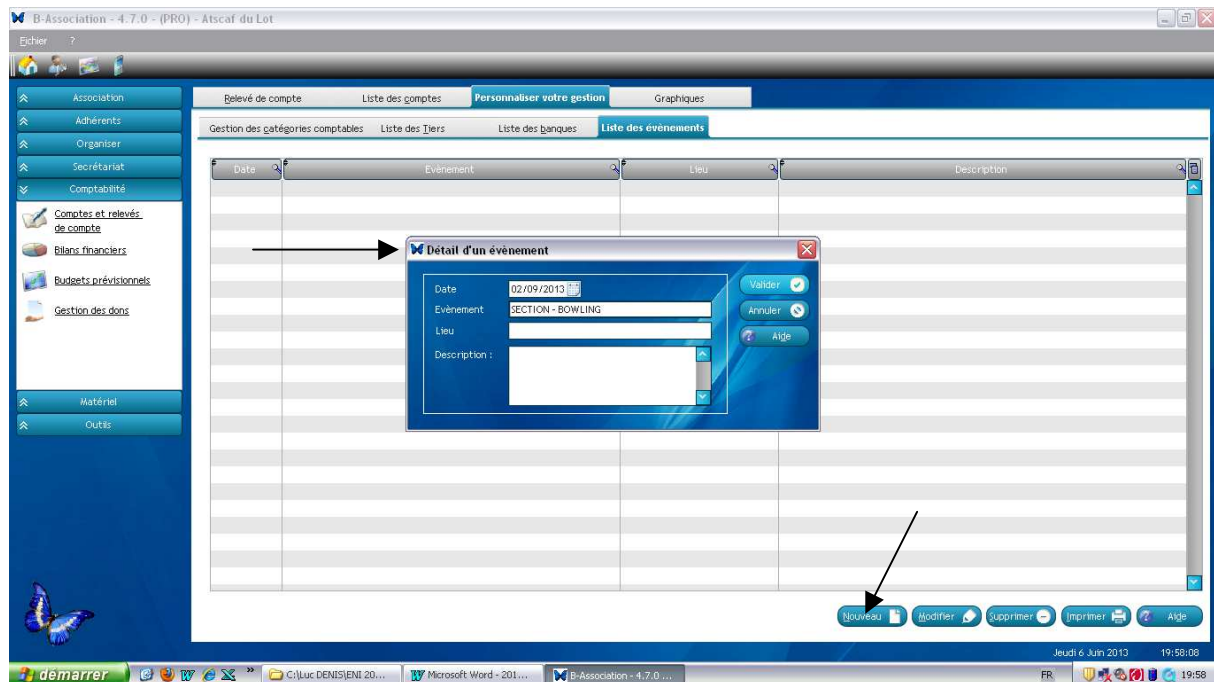 B-Association - 4.7.0 - (PRO) - Atscaf du Lot
Fichier ?
Association
Adhérents
Organiser
Secrétariat
Comptabilité
Comptes et relevés
de compte
Bilans financiers
Budgets prévisionnels
Gestion des dons
Matériel
Outils
Relevé de compte Liste des comptes Personnaliser votre gestion Graphiques
Gestion des catégories comptables Liste des Tiers Liste des banques Liste des évènements
Date Evènement Lieu Description
Détail d'un évènement
Date 02/09/2013
Evènement SECTION - BOWLING
Lieu
Description :
Valider
Annuler
Aide
Nouveau Modifier Supprimer Imprimer Aide
Jeudi 6 Juin 2013 19:58:08
démarrer C:\Luc DENIS\ENI 20... Microsoft Word - 201... B-Association - 4.7.0 ... FR 19:58